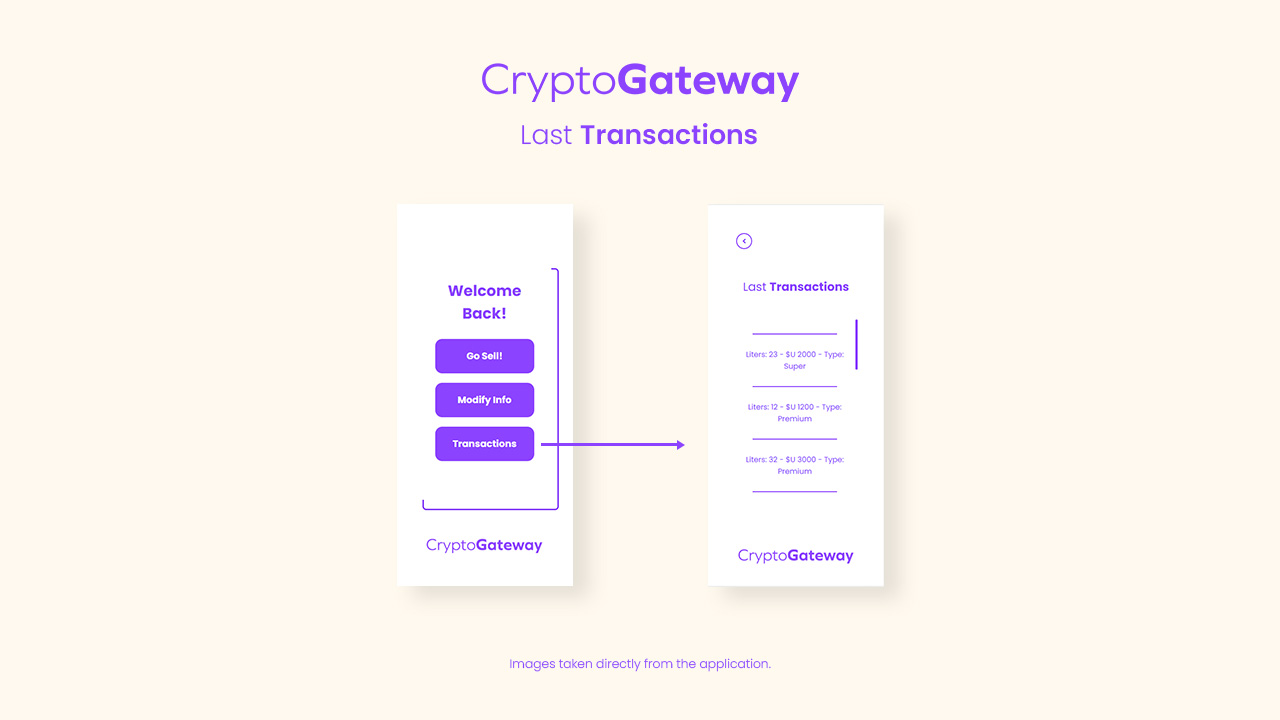 CryptoGateway
Last Transactions
Welcome
Back!
Go Sell!
Modify Info
Transactions
CryptoGateway
Last Transactions
Liters: 23 - $U 2000 - Type:
Super
Liters: 12 - $U 1200 - Type:
Premium
Liters: 32 - $U 3000 - Type:
Premium
CryptoGateway
Images taken directly from the application.